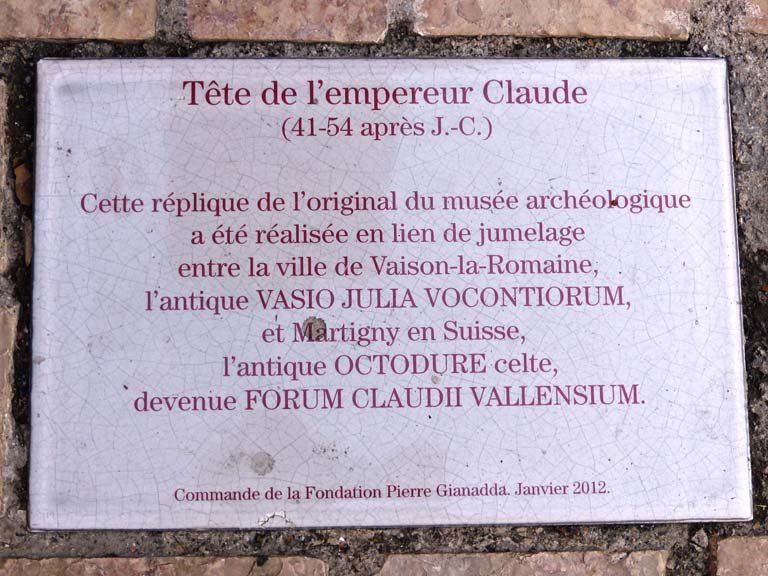 Tête de l'empereur Claude
(41-54 après J.-C.)
Cette réplique de l'original du musée archéologique
a été réalisée en lien de jumelage
entre la ville de Vaison-la-Romaine,
l'antique VASIO JULIA VOCONTIORUM,
et Martigny en Suisse,
l'antique OCTODURE celte,
devenue FORUM CLAUDII VALLENSIUM.
Commande de la Fondation Pierre Gianadda. Janvier 2012.